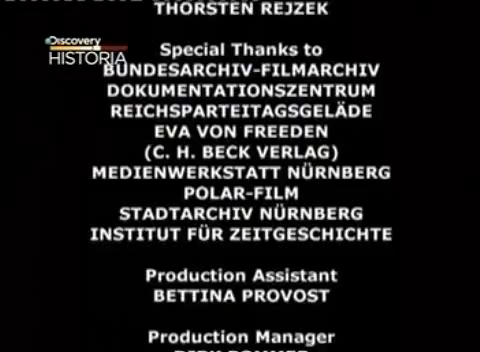 THORSTEN REJZEK
Discovery
HISTORIA
Special Thanks to
BUNDESARCHIV-FILMARCHIV
DOKUMENTATIONSZENTRUM
REICHSPARTEITAGSGELÄDE
EVA VON FREEDEN
(C. H. BECK VERLAG)
MEDIENWERKSTATT NÜRNBERG
POLAR-FILM
STADTARCHIV NÜRNBERG
INSTITUT FÜR ZEITGESCHICHTE
Production Assistant
BETTINA PROVOST
Production Manager